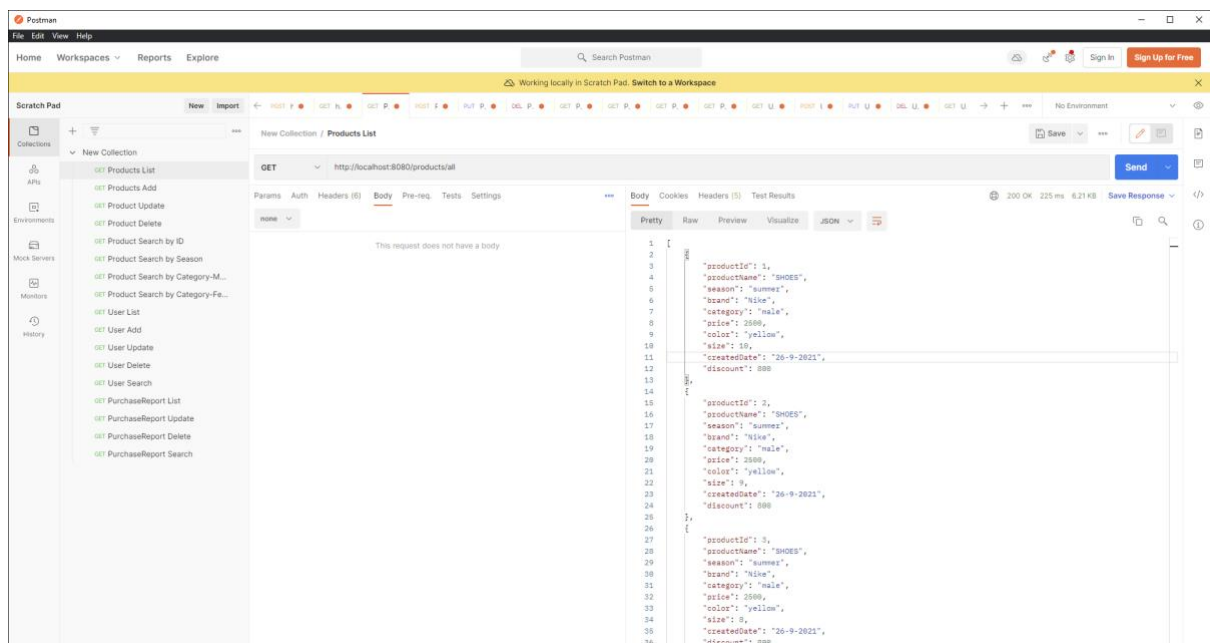 Postman
File Edit View Help
Home Workspaces Reports Explore
Search Postman
Sign In
Sign Up for Free
Working locally in Scratch Pad. Switch to a Workspace
Scratch Pad
New Import
No Environment
Collections
APIs
Environments
Mock Servers
Monitors
History
New Collection
GET Products List
GET Products Add
GET Product Update
GET Product Delete
GET Product Search by ID
GET Product Search by Season
GET Product Search by Category-M...
GET Product Search by Category-Fe...
GET User List
GET User Add
GET User Update
GET User Delete
GET User Search
GET PurchaseReport List
GET PurchaseReport Update
GET PurchaseReport Delete
GET PurchaseReport Search
New Collection / Products List
Save
GET http://localhost:8080/products/all
Send
Params Auth Headers (6) Body Pre-req. Tests Settings
none
This request does not have a body
Body Cookies Headers (5) Test Results
200 OK 225 ms 6.21 KB Save Response
Pretty Raw Preview Visualize JSON
1 [
2 {
3 "productId": 1,
4 "productName": "SHOES",
5 "season": "summer",
6 "brand": "Nike",
7 "category": "male",
8 "price": 2500,
9 "color": "yellow",
10 "size": 10,
11 "createdDate": "26-9-2021",
12 "discount": 800
13 },
14 {
15 "productId": 2,
16 "productName": "SHOES",
17 "season": "summer",
18 "brand": "Nike",
19 "category": "male",
20 "price": 2500,
21 "color": "yellow",
22 "size": 9,
23 "createdDate": "26-9-2021",
24 "discount": 800
25 },
26 {
27 "productId": 3,
28 "productName": "SHOES",
29 "season": "summer",
30 "brand": "Nike",
31 "category": "male",
32 "price": 2500,
33 "color": "yellow",
34 "size": 8,
35 "createdDate": "26-9-2021",